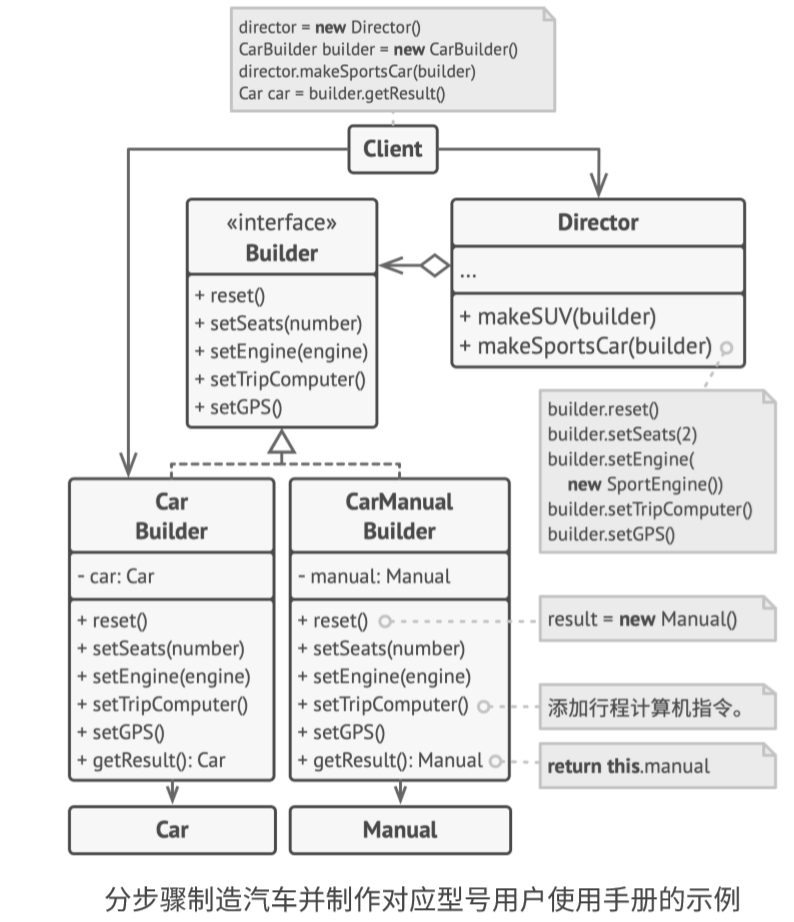 director = new Director()
CarBuilder builder = new CarBuilder()
director.makeSportsCar(builder)
Car car = builder.getResult()
Client
«interface»
Builder
+ reset()
+ setSeats(number)
+ setEngine(engine)
+ setTripComputer()
+ setGPS()
Director
...
+ makeSUV(builder)
+ makeSportsCar(builder)
builder.reset()
builder.setSeats(2)
builder.setEngine(
new SportEngine())
builder.setTripComputer()
builder.setGPS()
Car
Builder
- car: Car
+ reset()
+ setSeats(number)
+ setEngine(engine)
+ setTripComputer()
+ setGPS()
+ getResult(): Car
CarManual
Builder
- manual: Manual
+ reset()
+ setSeats(number)
+ setEngine(engine)
+ setTripComputer()
+ setGPS()
+ getResult(): Manual
result = new Manual()
添加行程计算机指令。
return this.manual
Car
Manual
分步骤制造汽车并制作对应型号用户使用手册的示例